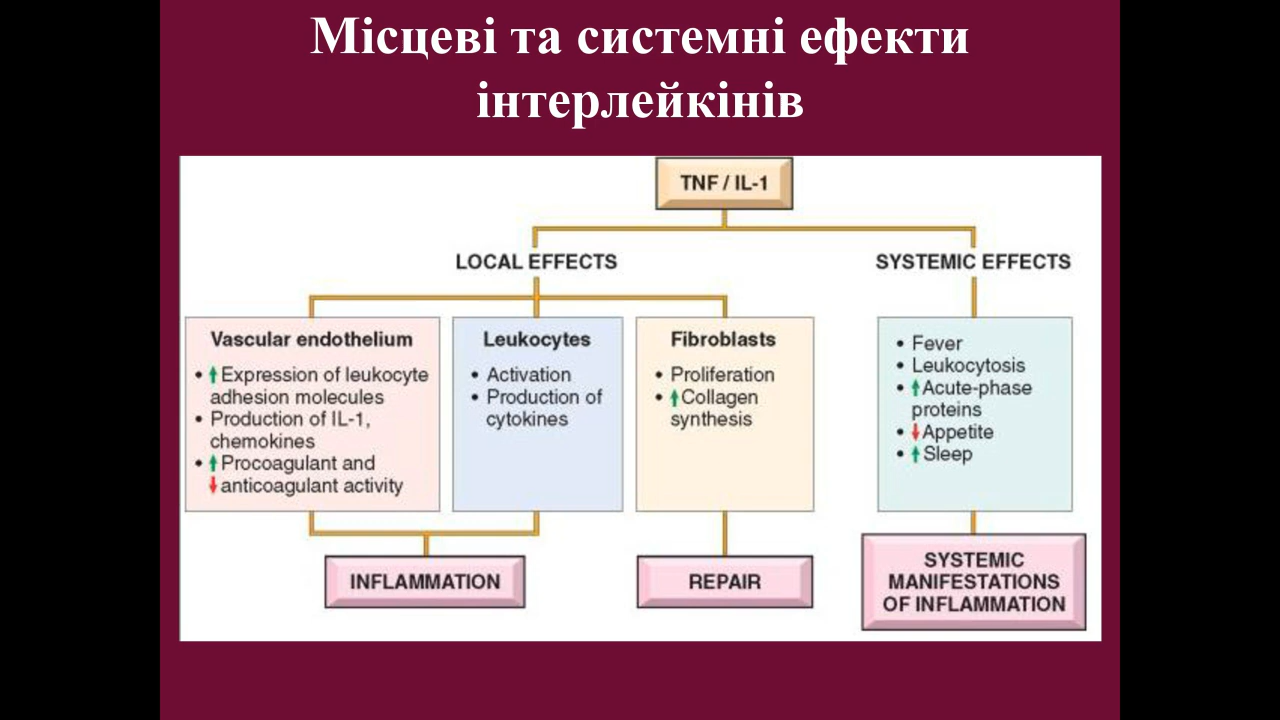 Місцеві та системні ефекти
інтерлейкінів
TNF / IL-1
LOCAL EFFECTS
SYSTEMIC EFFECTS
Vascular endothelium
• ↑ Expression of leukocyte
adhesion molecules
• Production of IL-1,
chemokines
• ↑ Procoagulant and
↓ anticoagulant activity
Leukocytes
• Activation
• Production of
cytokines
Fibroblasts
• Proliferation
• ↑ Collagen
synthesis
• Fever
• Leukocytosis
• ↑ Acute-phase
proteins
• ↓ Appetite
• ↑ Sleep
INFLAMMATION
REPAIR
SYSTEMIC
MANIFESTATIONS
OF INFLAMMATION